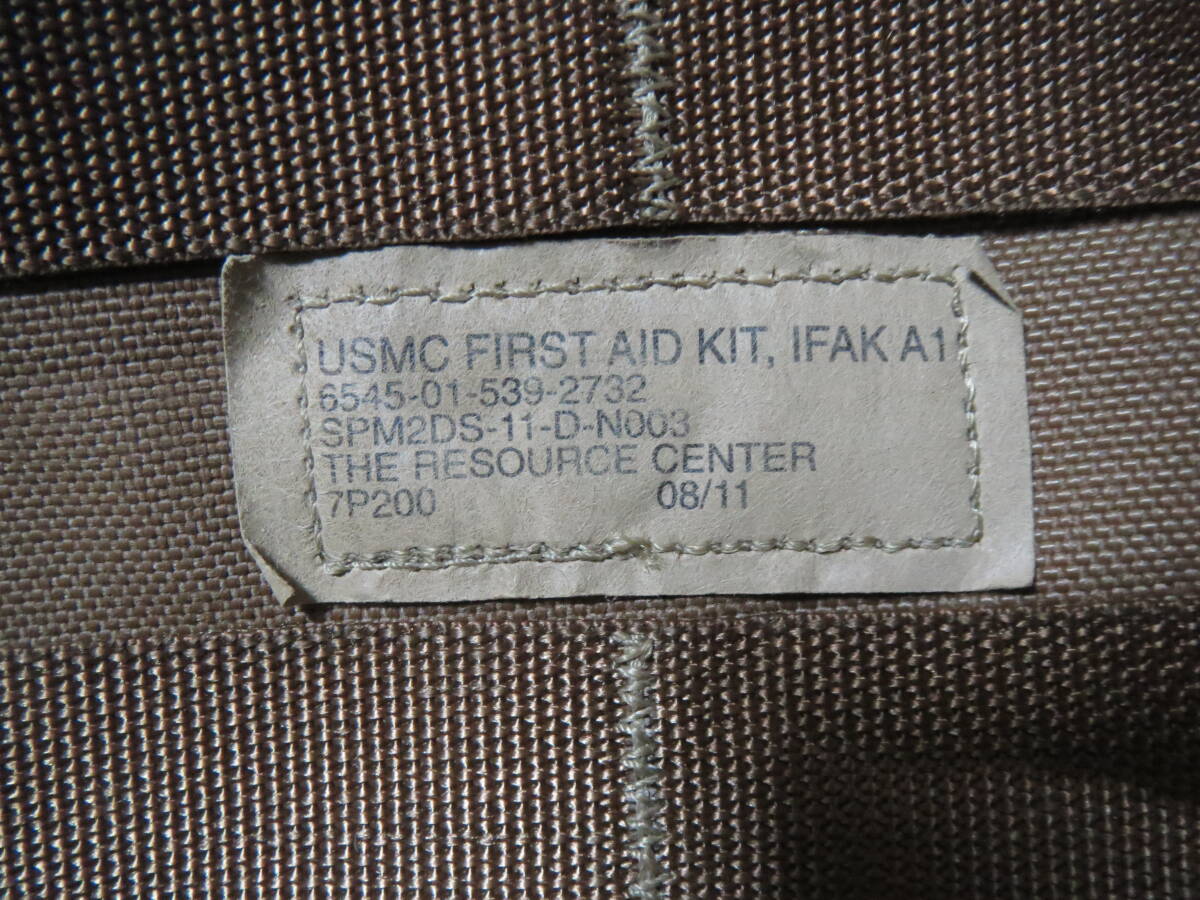 USMC FIRST AID KIT, IFAK A1
6545-01-539-2732
SPM2DS-11-D-N003
THE RESOURCE CENTER
7P200 08/11